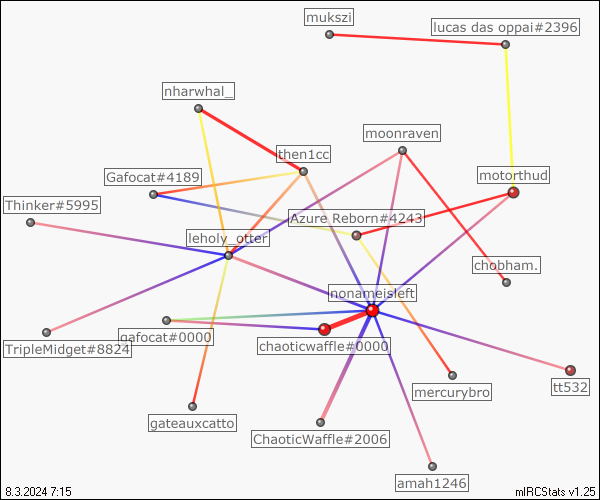 mukszi
lucas das oppai#2396
nharwhal_
moonraven
then1cc
Gafocat#4189
motorthud
Thinker#5995
Azure Reborn#4243
leholy_otter
chobham.
nonameisleft
gafocat#0000
chaoticwaffle#0000
TripleMidget#8824
tt532
mercurybro
gateauxcatto
ChaoticWaffle#2006
amah1246
8.3.2024 7:15
mIRCStats v1.25